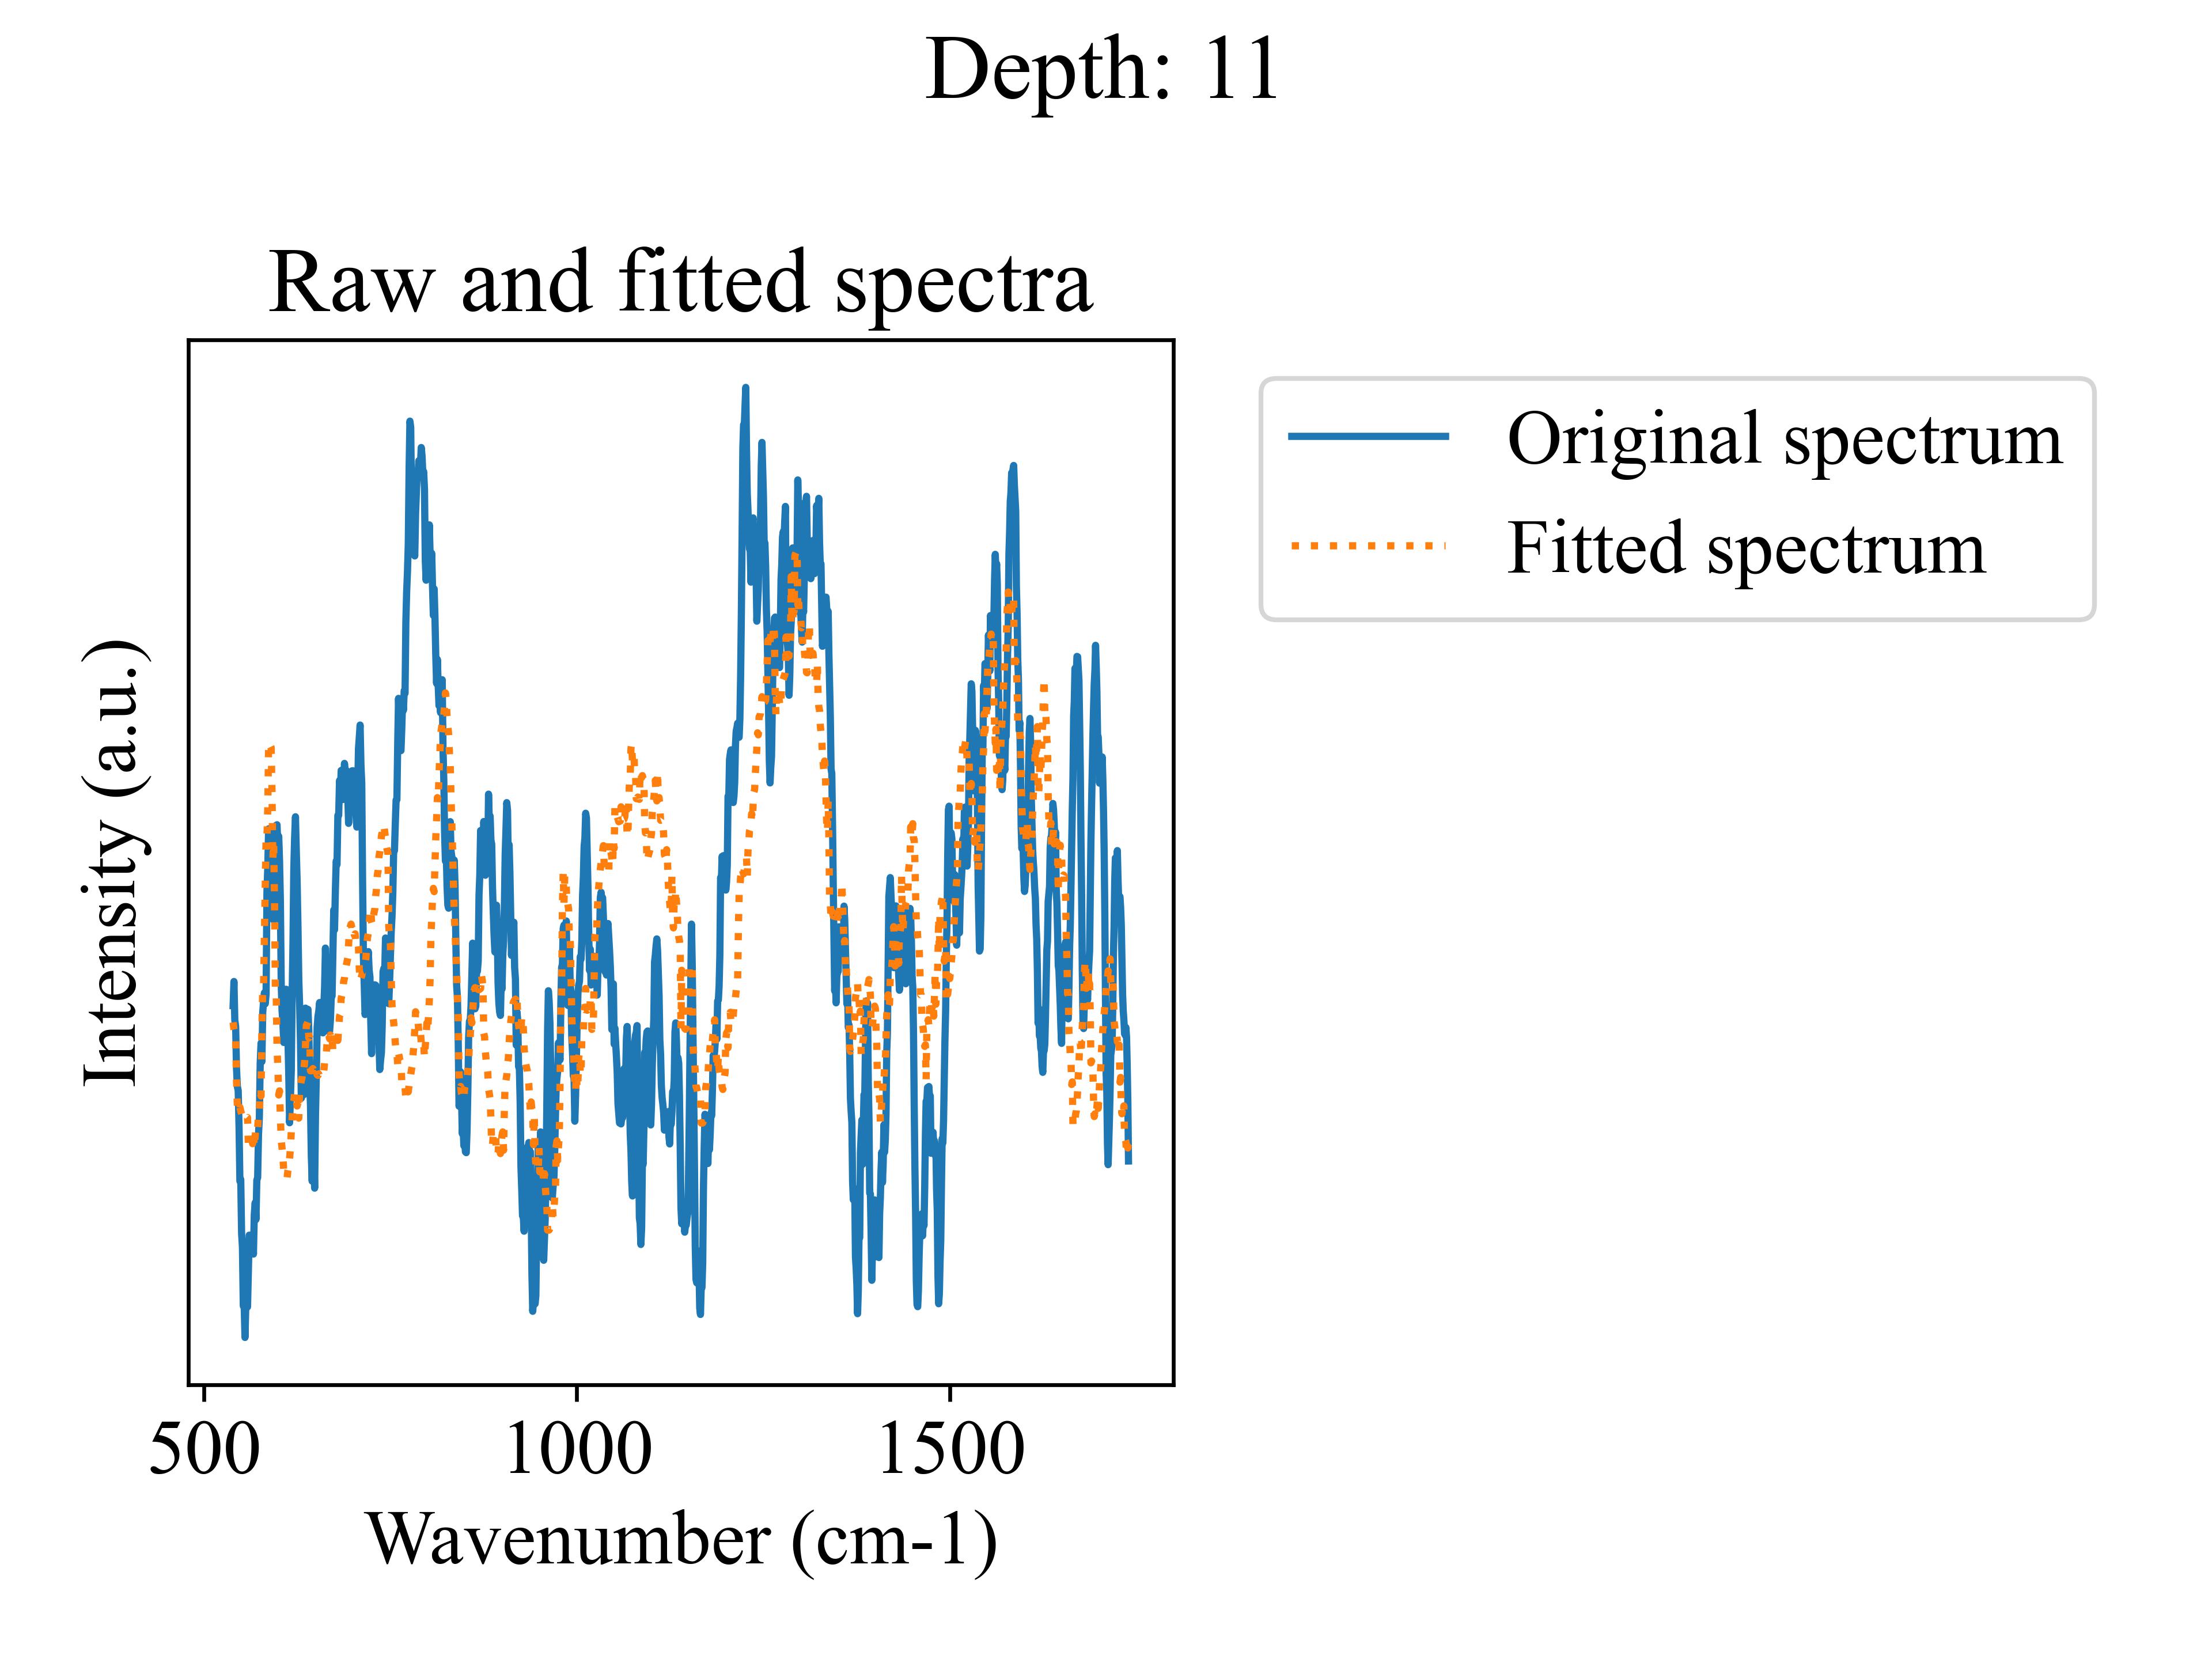 Depth: 11
Raw and fitted spectra
Original spectrum
Fitted spectrum
Intensity (a.u.)
500 1000 1500
Wavenumber (cm-1)